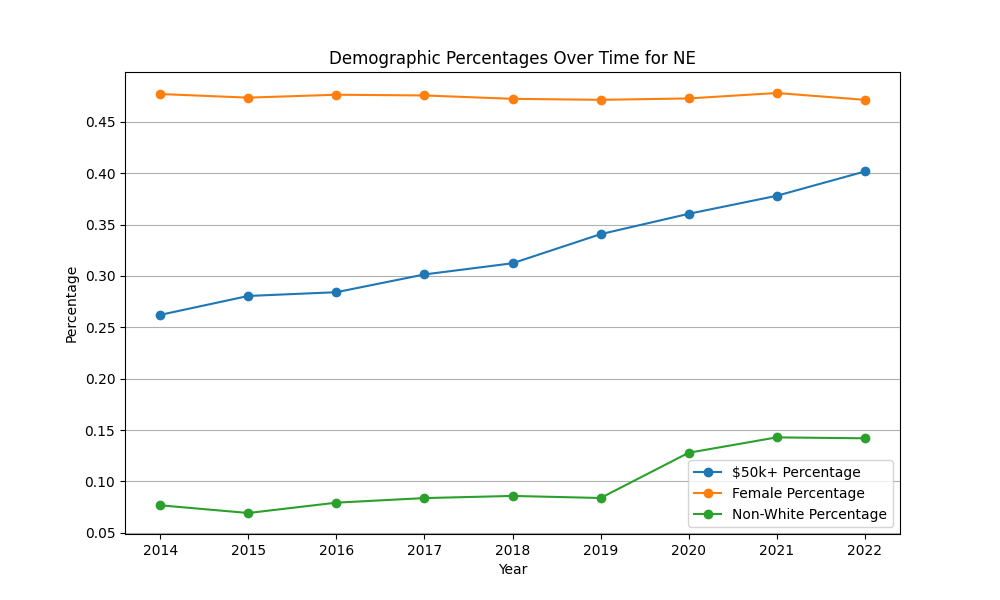 Demographic Percentages Over Time for NE
Percentage
0.45
0.40
0.35
0.30
0.25
0.20
0.15
0.10
0.05
$50k+ Percentage
Female Percentage
Non-White Percentage
2014 2015 2016 2017 2018 2019 2020 2021 2022
Year